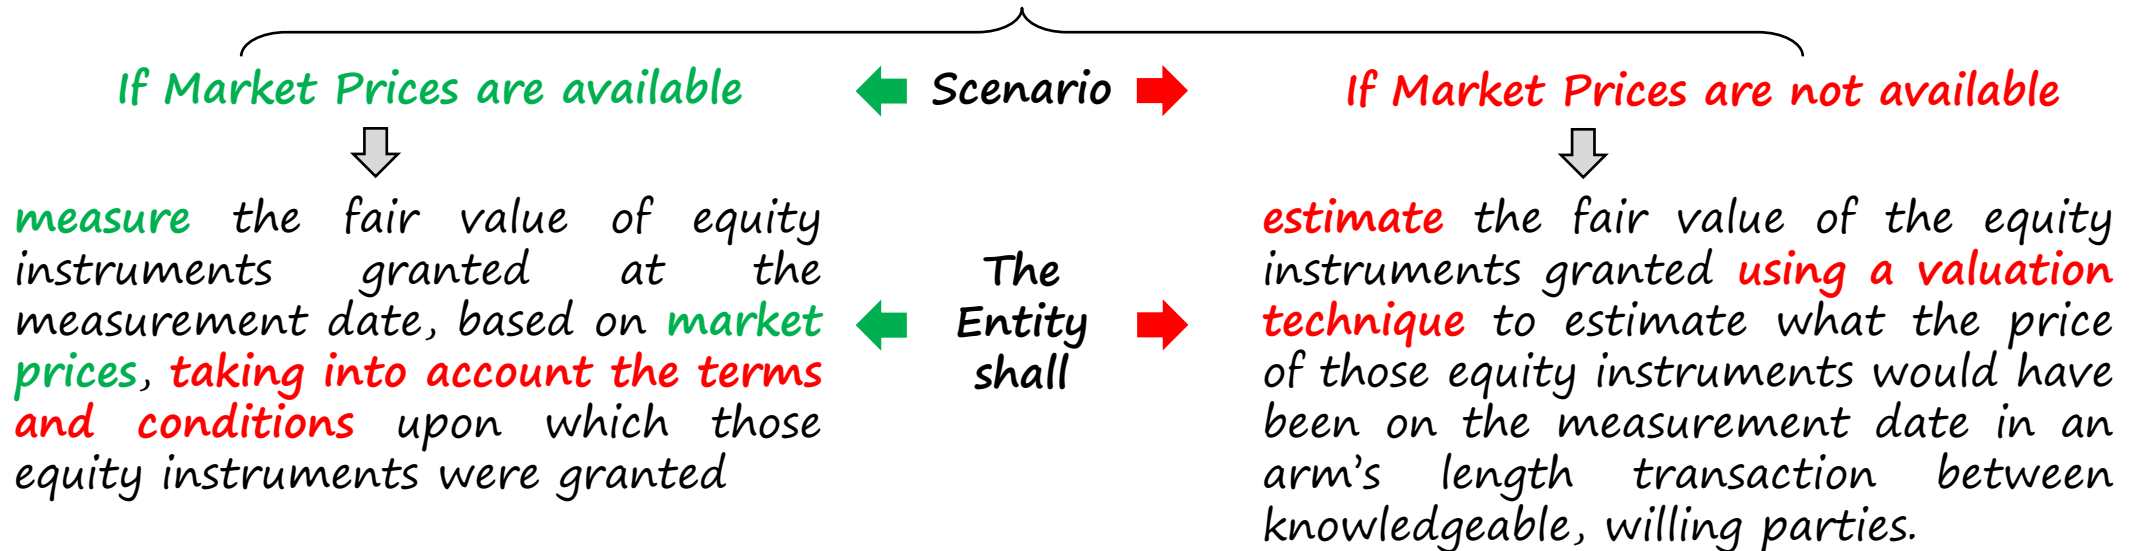 If Market Prices are available
Scenario
If Market Prices are not available
measure the fair value of equity
instruments granted at the
measurement date, based on market
prices, taking into account the terms
and conditions upon which those
equity instruments were granted
The
Entity
shall
estimate the fair value of the equity
instruments granted using a valuation
technique to estimate what the price
of those equity instruments would have
been on the measurement date in an
arm’s length transaction between
knowledgeable, willing parties.